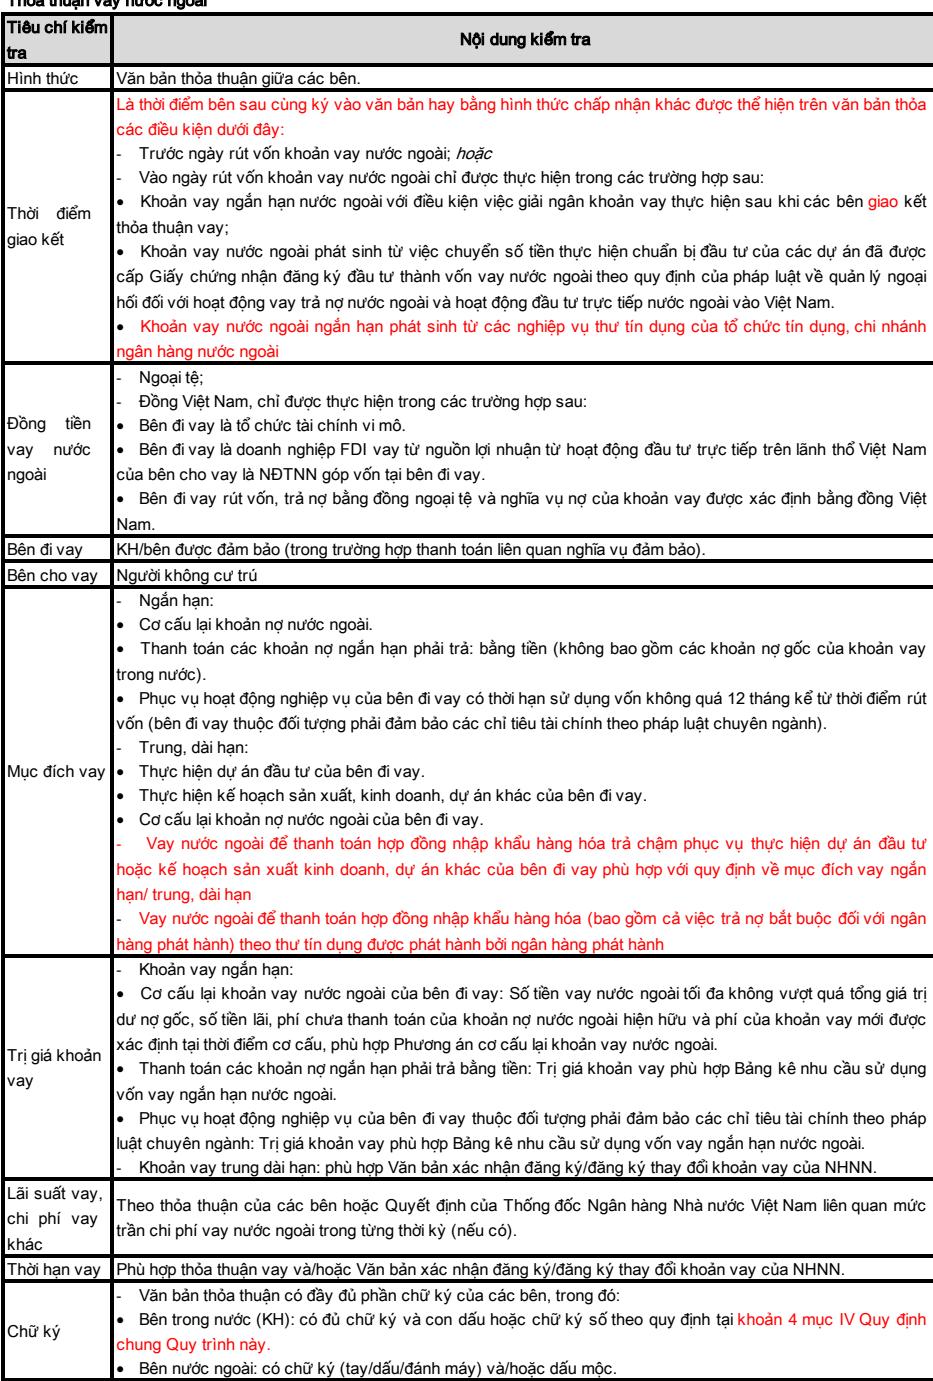 Thỏa thuận vay nước ngoài
Tiêu chí kiểm
tra
Nội dung kiểm tra
Hình thức
Văn bản thỏa thuận giữa các bên.
Thời điểm
giao kết
Là thời điểm bên sau cùng ký vào văn bản hay bằng hình thức chấp nhận khác được thể hiện trên văn bản thỏa
các điều kiện dưới đây:
- Trước ngày rút vốn khoản vay nước ngoài; hoặc
- Vào ngày rút vốn khoản vay nước ngoài chỉ được thực hiện trong các trường hợp sau:
• Khoản vay ngắn hạn nước ngoài với điều kiện việc giải ngân khoản vay thực hiện sau khi các bên giao kết
thỏa thuận vay;
• Khoản vay nước ngoài phát sinh từ việc chuyển số tiền thực hiện chuẩn bị đầu tư của các dự án đã được
cấp Giấy chứng nhận đăng ký đầu tư thành vốn vay nước ngoài theo quy định của pháp luật về quản lý ngoại
hối đối với hoạt động vay trả nợ nước ngoài và hoạt động đầu tư trực tiếp nước ngoài vào Việt Nam.
• Khoản vay nước ngoài ngắn hạn phát sinh từ các nghiệp vụ thư tín dụng của tổ chức tín dụng, chi nhánh
ngân hàng nước ngoài
Đồng tiền
vay nước
ngoài
- Ngoại tệ;
- Đồng Việt Nam, chỉ được thực hiện trong các trường hợp sau:
• Bên đi vay là tổ chức tài chính vi mô.
• Bên đi vay là doanh nghiệp FDI vay từ nguồn lợi nhuận từ hoạt động đầu tư trực tiếp trên lãnh thổ Việt Nam
của bên cho vay là NĐTNN góp vốn tại bên đi vay.
• Bên đi vay rút vốn, trả nợ bằng đồng ngoại tệ và nghĩa vụ nợ của khoản vay được xác định bằng đồng Việt
Nam.
Bên đi vay
KH/bên được đảm bảo (trong trường hợp thanh toán liên quan nghĩa vụ đảm bảo).
Bên cho vay
Người không cư trú
Mục đích vay
- Ngắn hạn:
• Cơ cấu lại khoản nợ nước ngoài.
• Thanh toán các khoản nợ ngắn hạn phải trả: bằng tiền (không bao gồm các khoản nợ gốc của khoản vay
trong nước).
• Phục vụ hoạt động nghiệp vụ của bên đi vay có thời hạn sử dụng vốn không quá 12 tháng kể từ thời điểm rút
vốn (bên đi vay thuộc đối tượng phải đảm bảo các chỉ tiêu tài chính theo pháp luật chuyên ngành).
- Trung, dài hạn:
• Thực hiện dự án đầu tư của bên đi vay.
• Thực hiện kế hoạch sản xuất, kinh doanh, dự án khác của bên đi vay.
• Cơ cấu lại khoản nợ nước ngoài của bên đi vay.
- Vay nước ngoài để thanh toán hợp đồng nhập khẩu hàng hóa trả chậm phục vụ thực hiện dự án đầu tư
hoặc kế hoạch sản xuất kinh doanh, dự án khác của bên đi vay phù hợp với quy định về mục đích vay ngắn
hạn/ trung, dài hạn
- Vay nước ngoài để thanh toán hợp đồng nhập khẩu hàng hóa (bao gồm cả việc trả nợ bắt buộc đối với ngân
hàng phát hành) theo thư tín dụng được phát hành bởi ngân hàng phát hành
Trị giá khoản
vay
- Khoản vay ngắn hạn:
• Cơ cấu lại khoản vay nước ngoài của bên đi vay: Số tiền vay nước ngoài tối đa không vượt quá tổng giá trị
dư nợ gốc, số tiền lãi, phí chưa thanh toán của khoản nợ nước ngoài hiện hữu và phí của khoản vay mới được
xác định tại thời điểm cơ cấu, phù hợp Phương án cơ cấu lại khoản vay nước ngoài.
• Thanh toán các khoản nợ ngắn hạn phải trả bằng tiền: Trị giá khoản vay phù hợp Bảng kê nhu cầu sử dụng
vốn vay ngắn hạn nước ngoài.
• Phục vụ hoạt động nghiệp vụ của bên đi vay thuộc đối tượng phải đảm bảo các chỉ tiêu tài chính theo pháp
luật chuyên ngành: Trị giá khoản vay phù hợp Bảng kê nhu cầu sử dụng vốn vay ngắn hạn nước ngoài.
- Khoản vay trung dài hạn: phù hợp Văn bản xác nhận đăng ký/đăng ký thay đổi khoản vay của NHNN.
Lãi suất vay,
chi phí vay
khác
Theo thỏa thuận của các bên hoặc Quyết định của Thống đốc Ngân hàng Nhà nước Việt Nam liên quan mức
trần chi phí vay nước ngoài trong từng thời kỳ (nếu có).
Thời hạn vay
Phù hợp thỏa thuận vay và/hoặc Văn bản xác nhận đăng ký/đăng ký thay đổi khoản vay của NHNN.
Chữ ký
- Văn bản thỏa thuận có đầy đủ phần chữ ký của các bên, trong đó:
• Bên trong nước (KH): có đủ chữ ký và con dấu hoặc chữ ký số theo quy định tại khoản 4 mục IV Quy định
chung Quy trình này.
• Bên nước ngoài: có chữ ký (tay/dấu/đánh máy) và/hoặc dấu mộc.